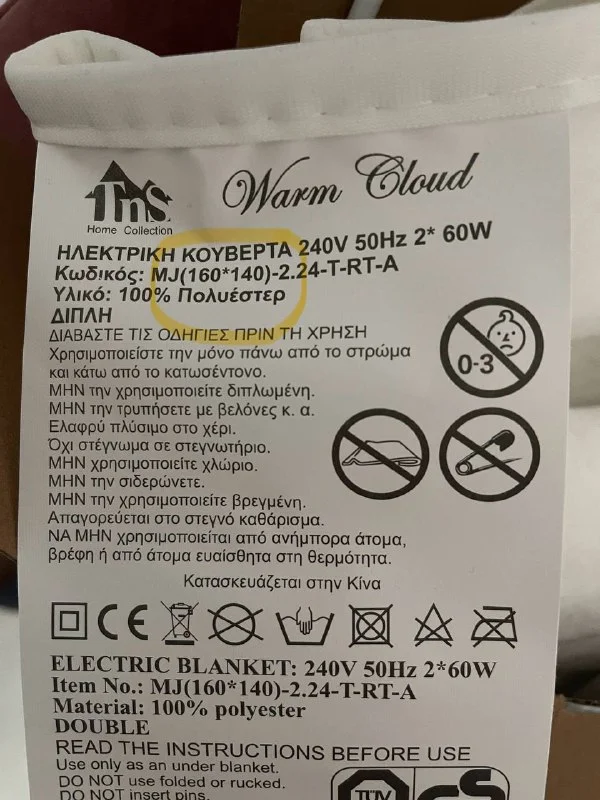 TnS
Home Collection
Warm Cloud
ΗΛΕΚΤΡΙΚΗ ΚΟΥΒΕΡΤΑ 240V 50Hz 2* 60W
Κωδικός: MJ(160*140)-2.24-T-RT-A
Υλικό: 100% Πολυέστερ
ΔΙΠΛΗ
ΔΙΑΒΑΣΤΕ ΤΙΣ ΟΔΗΓΙΕΣ ΠΡΙΝ ΤΗ ΧΡΗΣΗ
Χρησιμοποιείστε την μόνο πάνω από το στρώμα
και κάτω από το κατωσέντονο.
ΜΗΝ την χρησιμοποιείτε διπλωμένη.
ΜΗΝ την τρυπήσετε με βελόνες κ. α.
Ελαφρύ πλύσιμο στο χέρι.
Όχι στέγνωμα σε στεγνωτήριο.
ΜΗΝ χρησιμοποιείτε χλώριο.
ΜΗΝ την σιδερώνετε.
ΜΗΝ την χρησιμοποιείτε βρεγμένη.
Απαγορεύεται στο στεγνό καθάρισμα.
ΝΑ ΜΗΝ χρησιμοποιείται από ανήμπορα άτομα,
βρέφη ή από άτομα ευαίσθητα στη θερμότητα.
0-3
Κατασκευάζεται στην Κίνα
CE
ELECTRIC BLANKET: 240V 50Hz 2*60W
Item No.: MJ(160*140)-2.24-T-RT-A
Material: 100% polyester
DOUBLE
READ THE INSTRUCTIONS BEFORE USE
Use only as an under blanket.
DO NOT use folded or rucked.
DO NOT insert pins.
TÜV GS